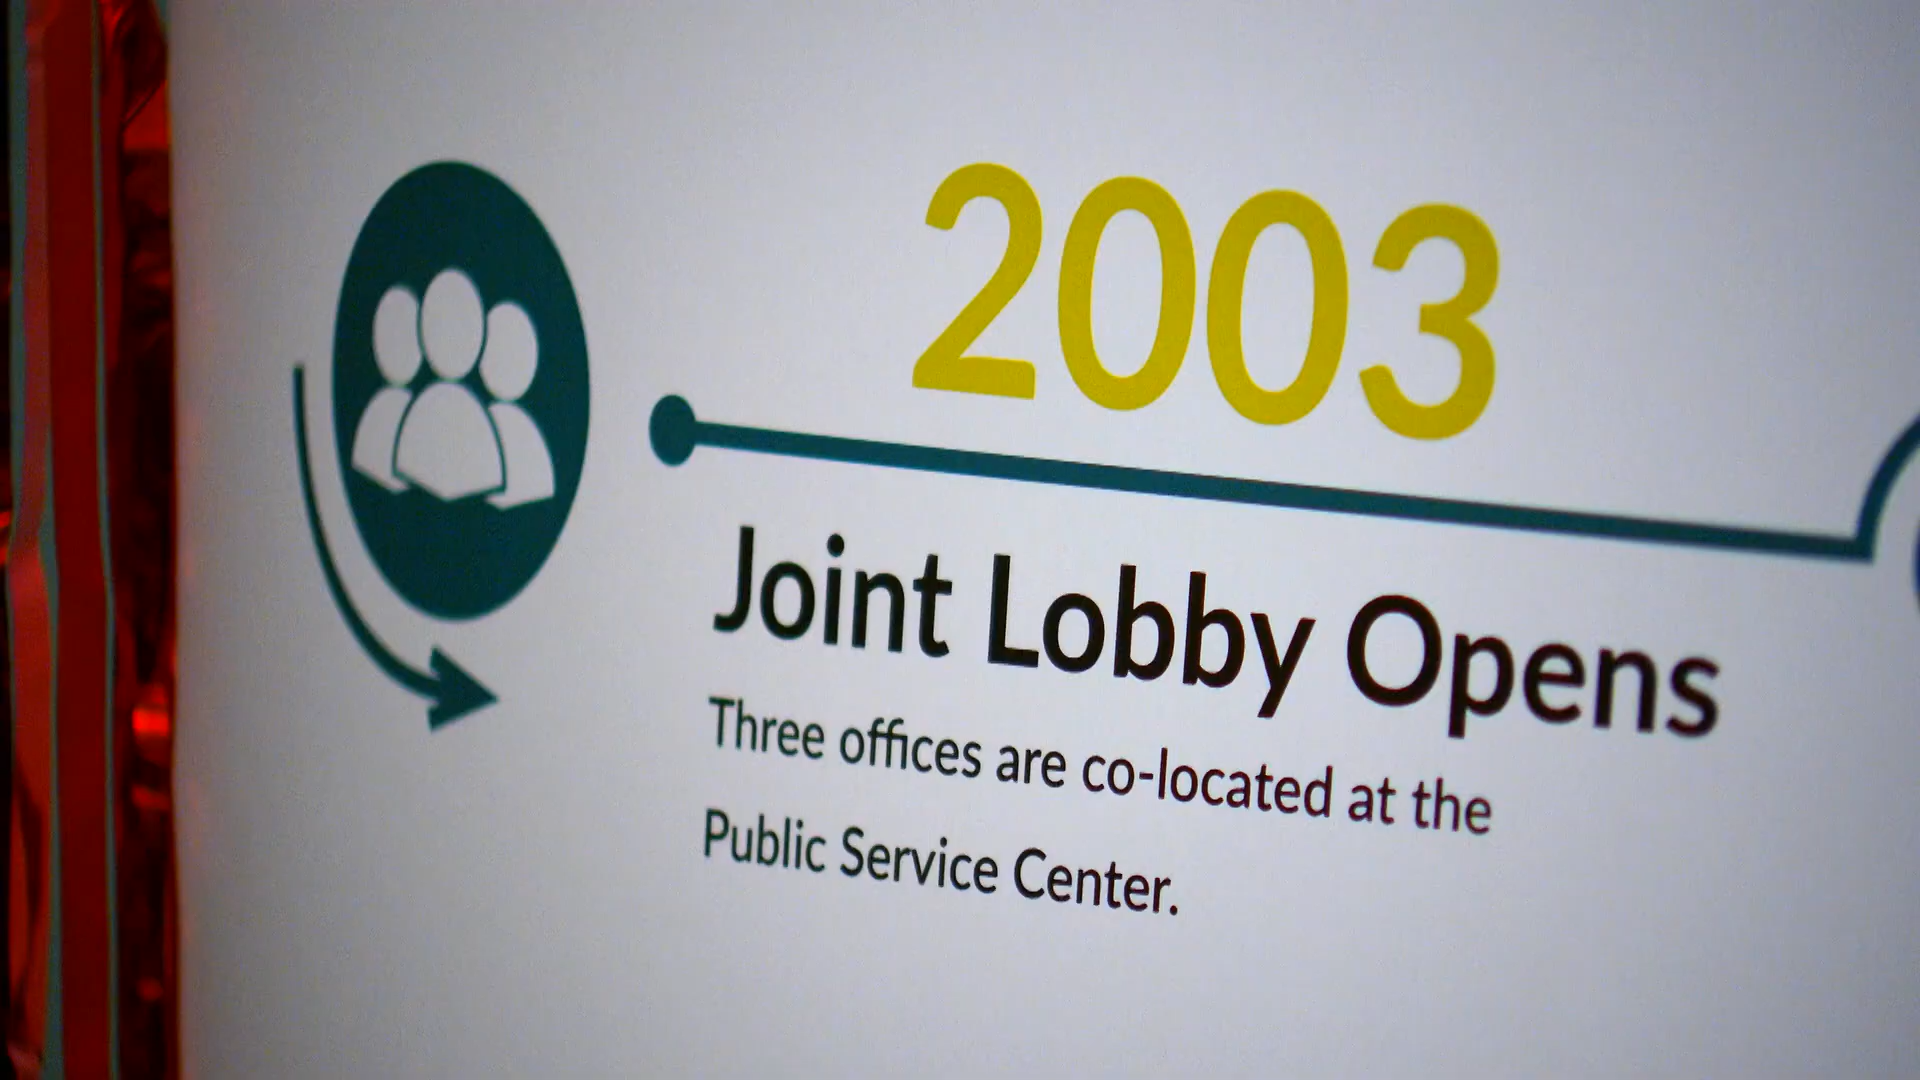 2003
Joint Lobby Opens
Three offices are co-located at the
Public Service Center.